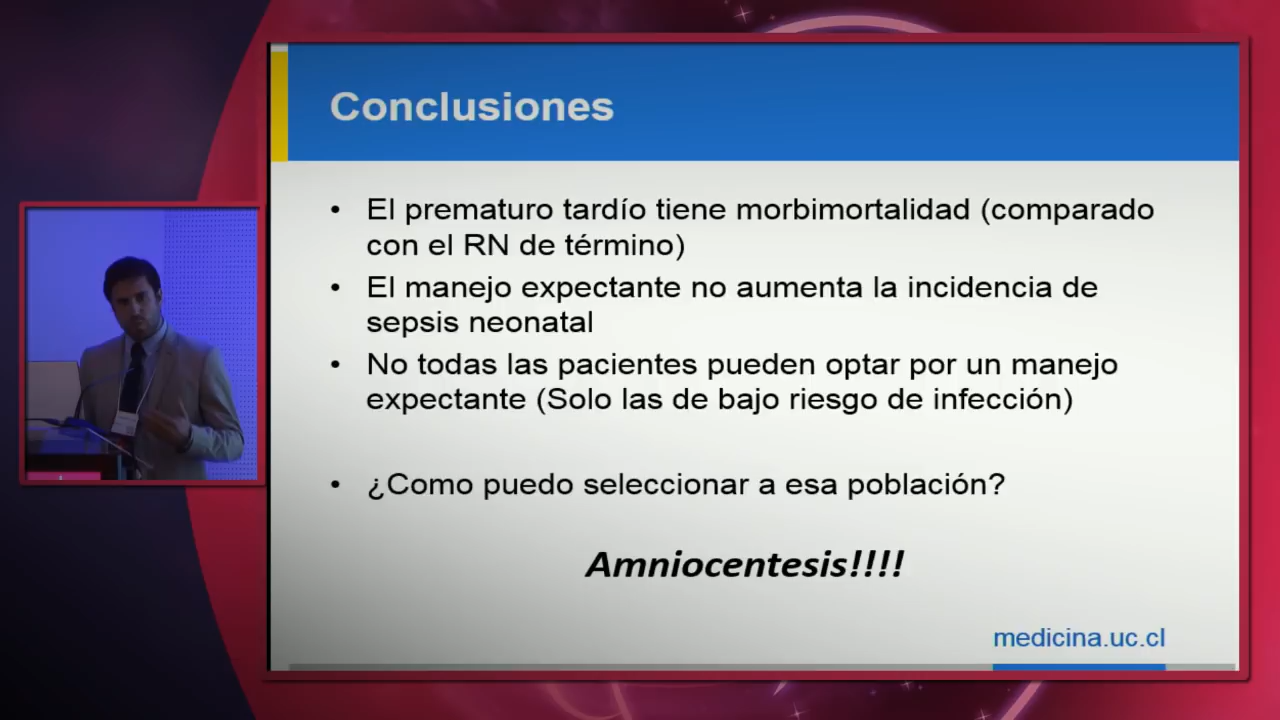 Conclusiones
• El prematuro tardío tiene morbimortalidad (comparado
con el RN de término)
• El manejo expectante no aumenta la incidencia de
sepsis neonatal
• No todas las pacientes pueden optar por un manejo
expectante (Solo las de bajo riesgo de infección)
• ¿Como puedo seleccionar a esa población?
Amniocentesis!!!!
medicina.uc.cl